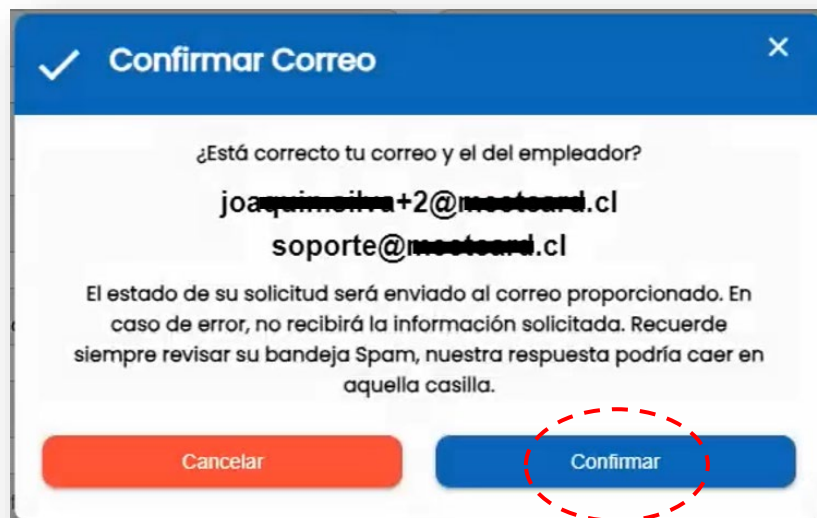 Confirmar Correo
¿Está correcto tu correo y el del empleador?
joa +2@ .cl
soporte@ .cl
El estado de su solicitud será enviado al correo proporcionado. En
caso de error, no recibirá la información solicitada. Recuerde
siempre revisar su bandeja Spam, nuestra respuesta podría caer en
aquella casilla.
Cancelar
Confirmar